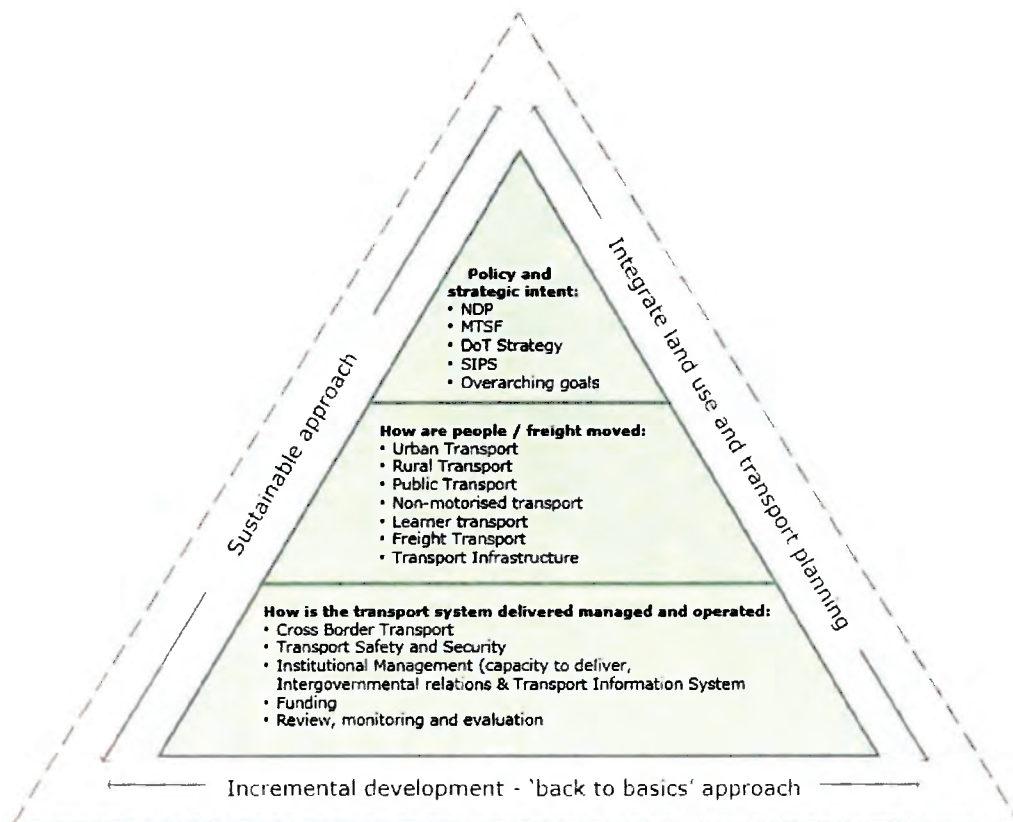 Policy and
strategic intent:
• NDP
• MTSF
• DoT Strategy
• SIPS
• Overarching goals
How are people / freight moved:
• Urban Transport
• Rural Transport
• Public Transport
• Non-motorised transport
• Learner transport
• Freight Transport
• Transport Infrastructure
How is the transport system delivered managed and operated:
• Cross Border Transport
• Transport Safety and Security
• Institutional Management (capacity to deliver,
Intergovernmental relations & Transport Information System
• Funding
• Review, monitoring and evaluation
Sustainable approach
Integrate land use and transport planning
Incremental development - 'back to basics' approach